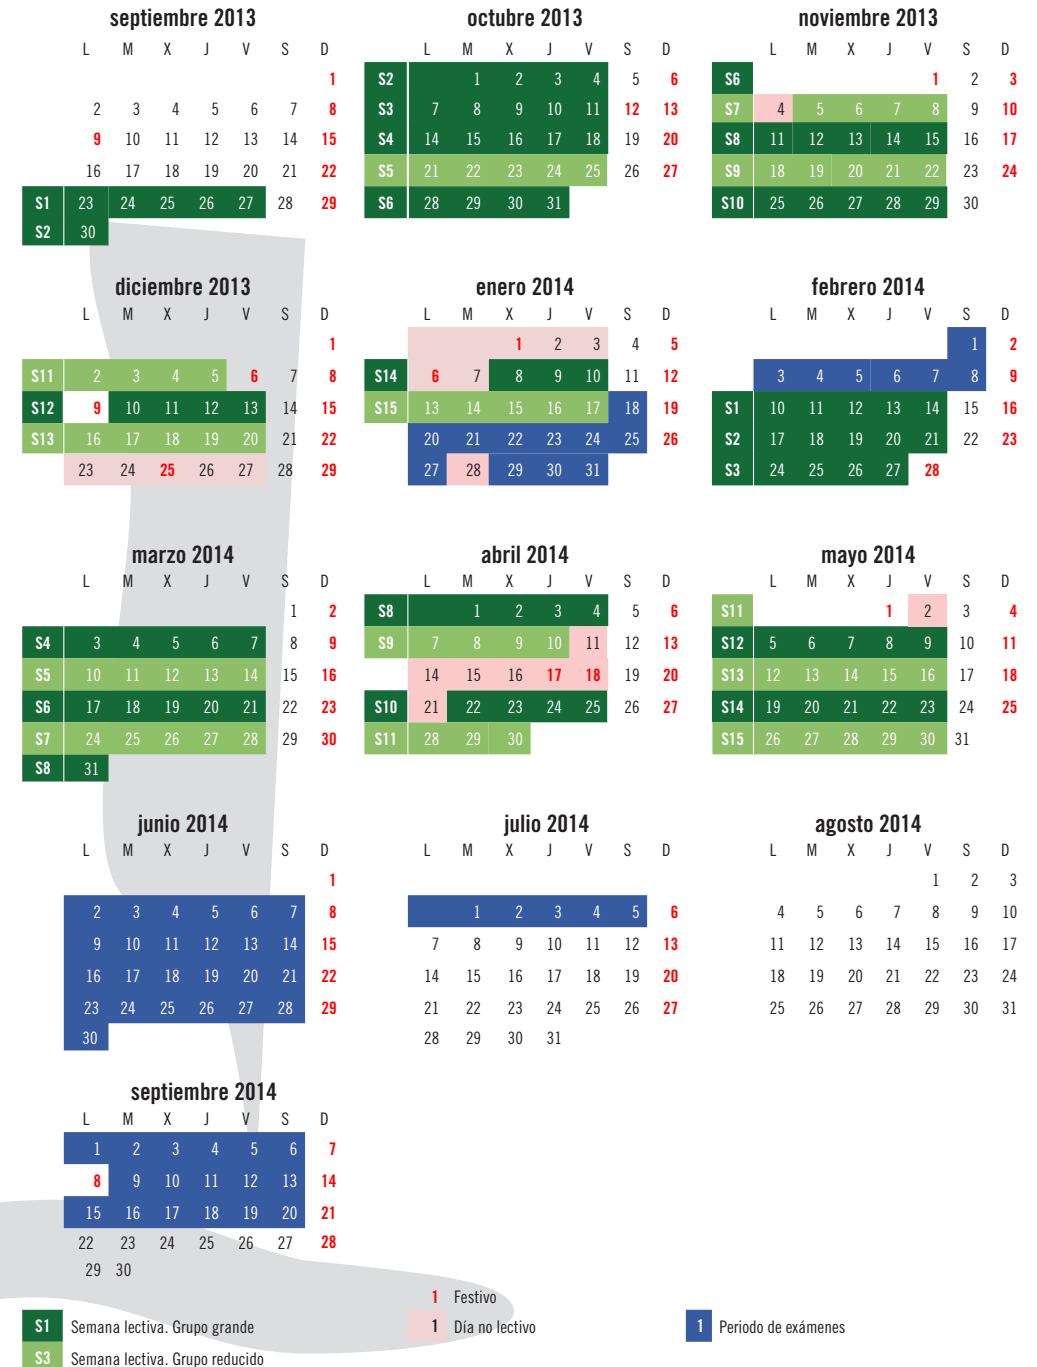 septiembre 2013
L M X J V S D
1
2 3 4 5 6 7 8
9 10 11 12 13 14 15
16 17 18 19 20 21 22
S1 23 24 25 26 27 28 29
S2 30
octubre 2013
L M X J V S D
S2 1 2 3 4 5 6
S3 7 8 9 10 11 12 13
S4 14 15 16 17 18 19 20
S5 21 22 23 24 25 26 27
S6 28 29 30 31
noviembre 2013
L M X J V S D
S6 1 2 3
S7 4 5 6 7 8 9 10
S8 11 12 13 14 15 16 17
S9 18 19 20 21 22 23 24
S10 25 26 27 28 29 30
diciembre 2013
L M X J V S D
1
S11 2 3 4 5 6 7 8
S12 9 10 11 12 13 14 15
S13 16 17 18 19 20 21 22
23 24 25 26 27 28 29
enero 2014
L M X J V S D
1 2 3 4 5
S14 6 7 8 9 10 11 12
S15 13 14 15 16 17 18 19
20 21 22 23 24 25 26
27 28 29 30 31
febrero 2014
L M X J V S D
1 2
3 4 5 6 7 8 9
S1 10 11 12 13 14 15 16
S2 17 18 19 20 21 22 23
S3 24 25 26 27 28
marzo 2014
L M X J V S D
1 2
S4 3 4 5 6 7 8 9
S5 10 11 12 13 14 15 16
S6 17 18 19 20 21 22 23
S7 24 25 26 27 28 29 30
S8 31
abril 2014
L M X J V S D
S8 1 2 3 4 5 6
S9 7 8 9 10 11 12 13
14 15 16 17 18 19 20
S10 21 22 23 24 25 26 27
S11 28 29 30
mayo 2014
L M X J V S D
S11 1 2 3 4
S12 5 6 7 8 9 10 11
S13 12 13 14 15 16 17 18
S14 19 20 21 22 23 24 25
S15 26 27 28 29 30 31
junio 2014
L M X J V S D
1
2 3 4 5 6 7 8
9 10 11 12 13 14 15
16 17 18 19 20 21 22
23 24 25 26 27 28 29
30
julio 2014
L M X J V S D
1 2 3 4 5 6
7 8 9 10 11 12 13
14 15 16 17 18 19 20
21 22 23 24 25 26 27
28 29 30 31
agosto 2014
L M X J V S D
1 2 3
4 5 6 7 8 9 10
11 12 13 14 15 16 17
18 19 20 21 22 23 24
25 26 27 28 29 30 31
septiembre 2014
L M X J V S D
1 2 3 4 5 6 7
8 9 10 11 12 13 14
15 16 17 18 19 20 21
22 23 24 25 26 27 28
29 30
1 Festivo
S1 Semana lectiva. Grupo grande
1 Día no lectivo
1 Periodo de exámenes
S3 Semana lectiva. Grupo reducido